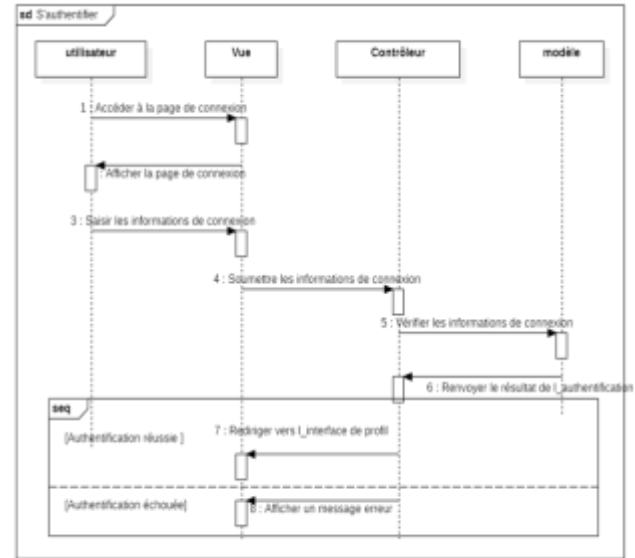 sd S'authentifier
utilisateur
Vue
Contrôleur
modèle
1 : Accéder à la page de connexion
: Afficher la page de connexion
3 : Saisir les informations de connexion
4 : Soumettre les informations de connexion
5 : Vérifier les informations de connexion
6 : Renvoyer le résultat de l_authentification
seq
[Authentification réussie ]
7 : Rediriger vers l_interface de profil
[Authentification échouée]
8 : Afficher un message erreur